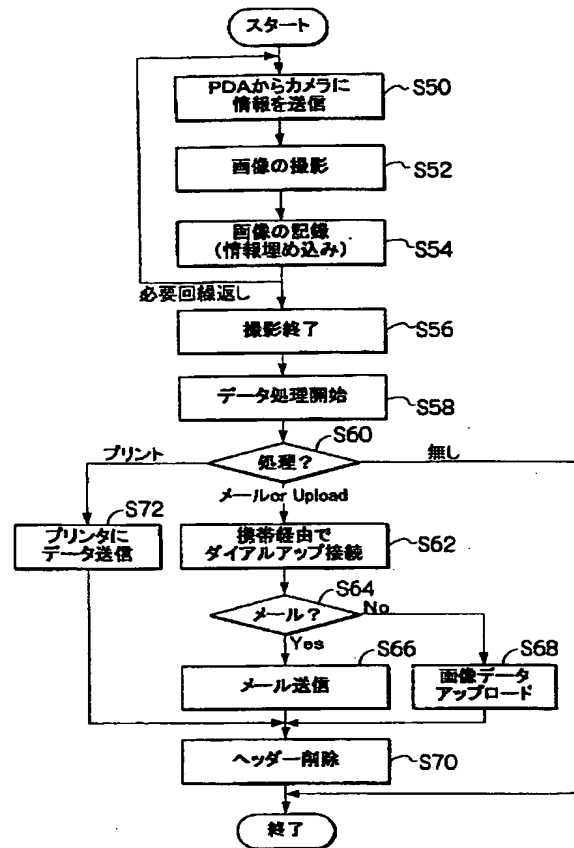 スタート
PDAからカメラに
情報を送信
S50
画像の撮影
S52
画像の記録
(情報埋め込み)
S54
必要回繰返し
撮影終了
S56
データ処理開始
S58
S60
処理?
プリント
無し
メールor Upload
S72
プリンタに
データ送信
携帯経由で
ダイアルアップ接続
S62
S64
メール?
No
Yes
S66
メール送信
S68
画像データ
アップロード
ヘッダー削除
S70
終了